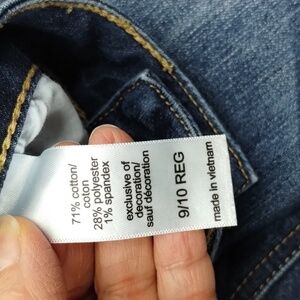 71% cotton/
coton
28% polyester
1% spandex
exclusive of
decoration/
sauf décoration
9/10 REG
made in vietnam